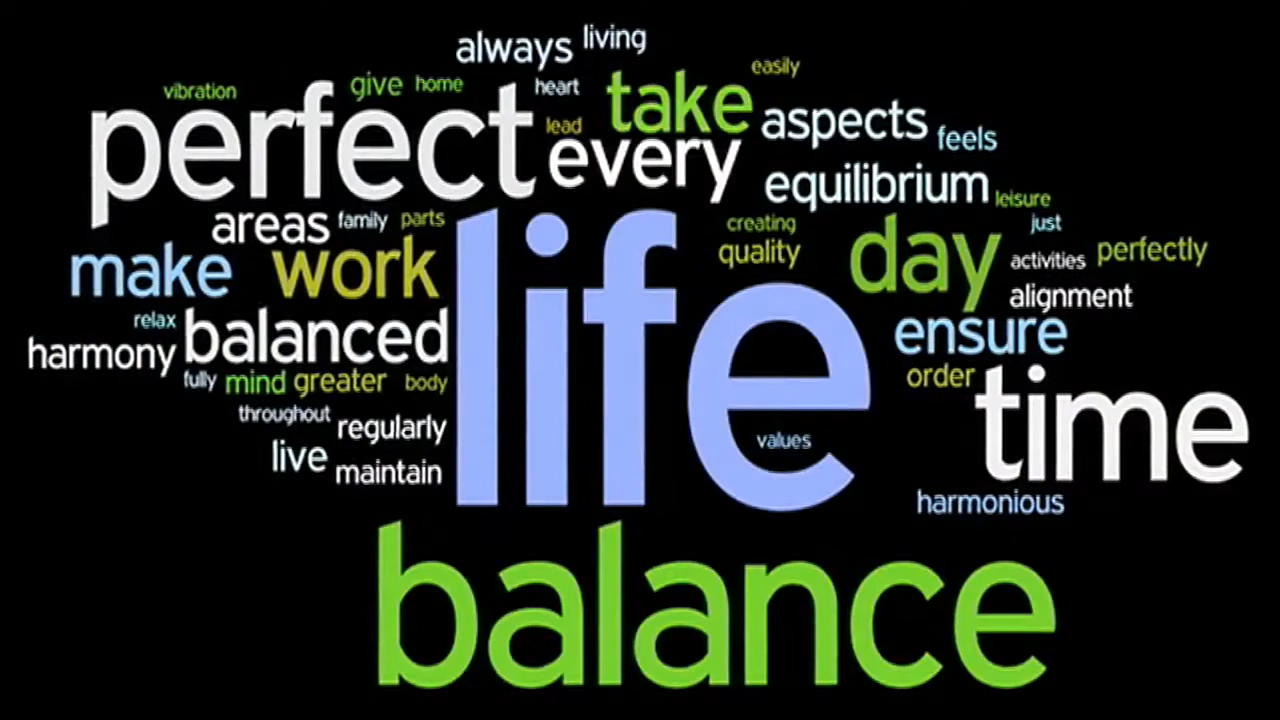 always living
easily
vibration give home heart take
perfect lead every aspects feels
equilibrium leisure
areas family parts creating just
make work life quality day activities perfectly
alignment
relax balanced ensure
harmony
fully mind greater body order time
throughout regularly values
live maintain
harmonious
balance